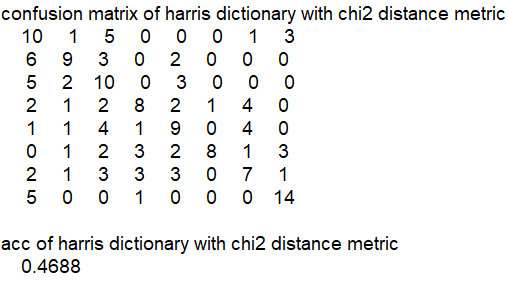 confusion matrix of harris dictionary with chi2 distance metric
10 1 5 0 0 0 1 3
6 9 3 0 2 0 0 0
5 2 10 0 3 0 0 0
2 1 2 8 2 1 4 0
1 1 4 1 9 0 4 0
0 1 2 3 2 8 1 3
2 1 3 3 3 0 7 1
5 0 0 1 0 0 0 14
acc of harris dictionary with chi2 distance metric
0.4688